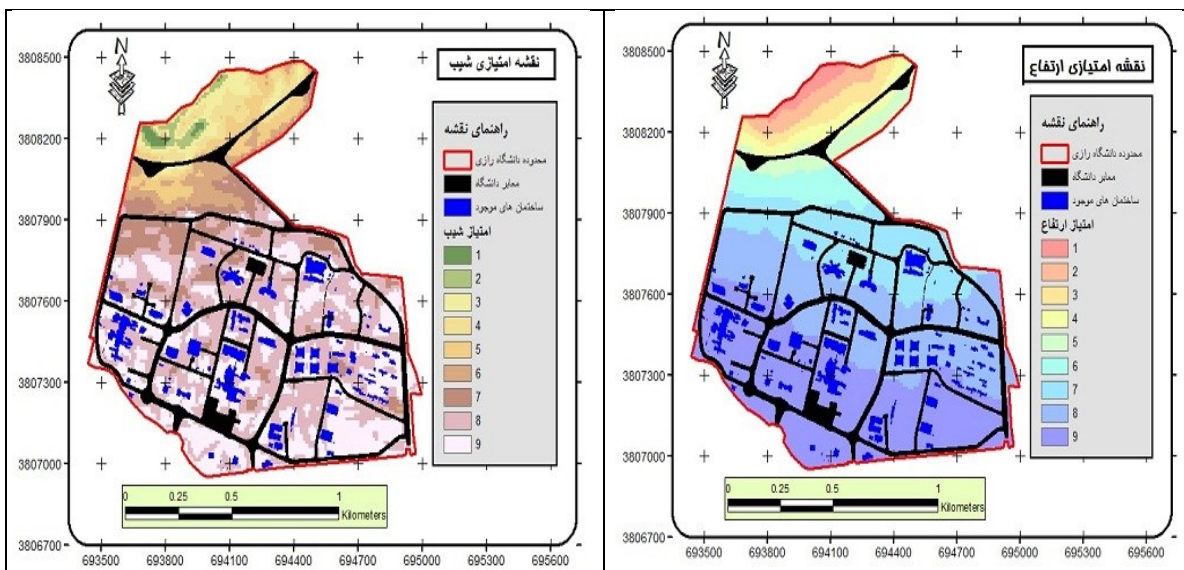 نقشه امتیازی شیب
N
راهنمای نقشه
محدوده دانشگاه رازی
معابر دانشگاه
ساختمان های موجود
امتیاز شیب
1
2
3
4
5
6
7
8
9
3808500
3808200
3807900
3807600
3807300
3807000
3806700
0 0.25 0.5 1
Kilometers
693500 693800 694100 694400 694700 695000 695300 695600
نقشه امتیازی ارتفاع
N
راهنمای نقشه
محدوده دانشگاه رازی
معابر دانشگاه
ساختمان های موجود
امتیاز ارتفاع
1
2
3
4
5
6
7
8
9
3808500
3808200
3807900
3807600
3807300
3807000
3806700
0 0.25 0.5 1
Kilometers
693500 693800 694100 694400 694700 695000 695300 695600